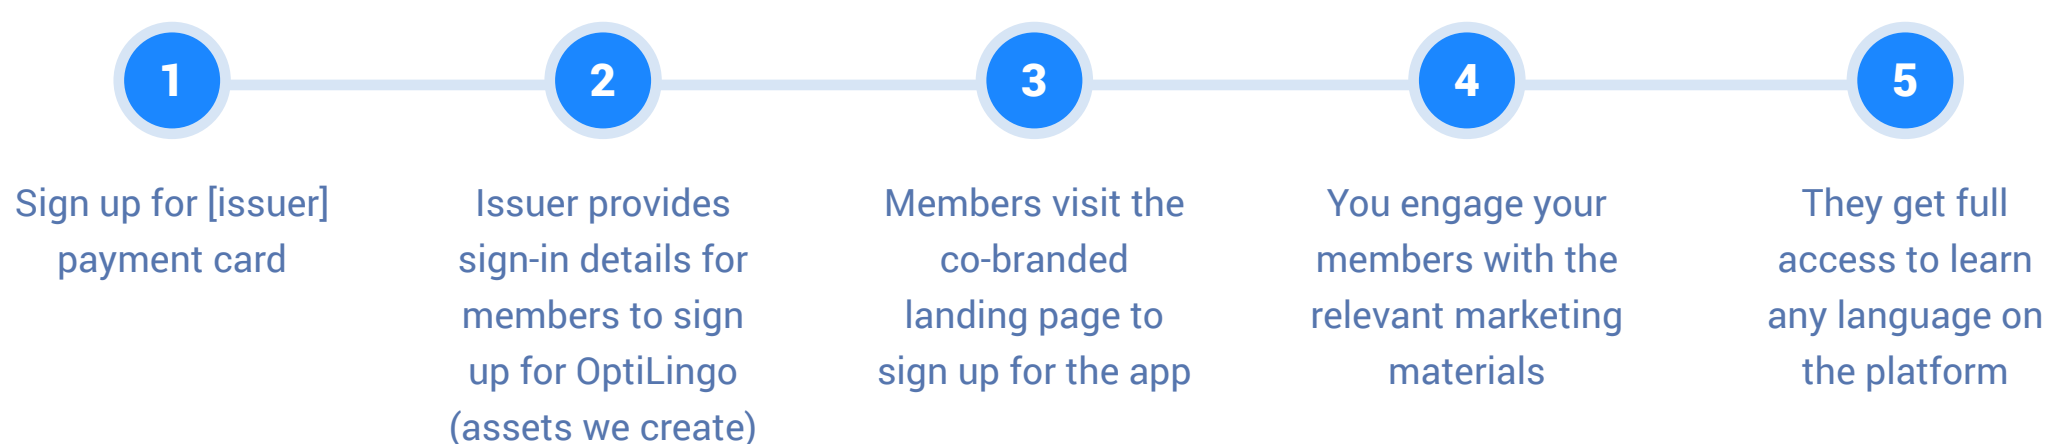 1
Sign up for [issuer]
payment card
2
Issuer provides
sign-in details for
members to sign
up for OptiLingo
(assets we create)
3
Members visit the
co-branded
landing page to
sign up for the app
4
You engage your
members with the
relevant marketing
materials
5
They get full
access to learn
any language on
the platform